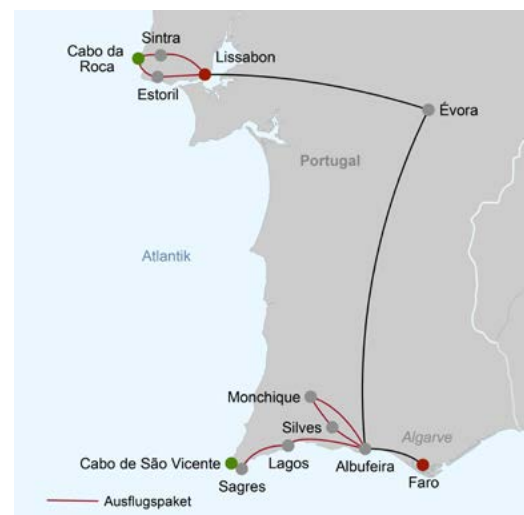 Sintra
Cabo da
Roca
Lissabon
Estoril
Évora
Portugal
Atlantik
Monchique
Silves
Algarve
Cabo de São Vicente
Lagos
Albufeira
Sagres
Faro
Ausflugspaket